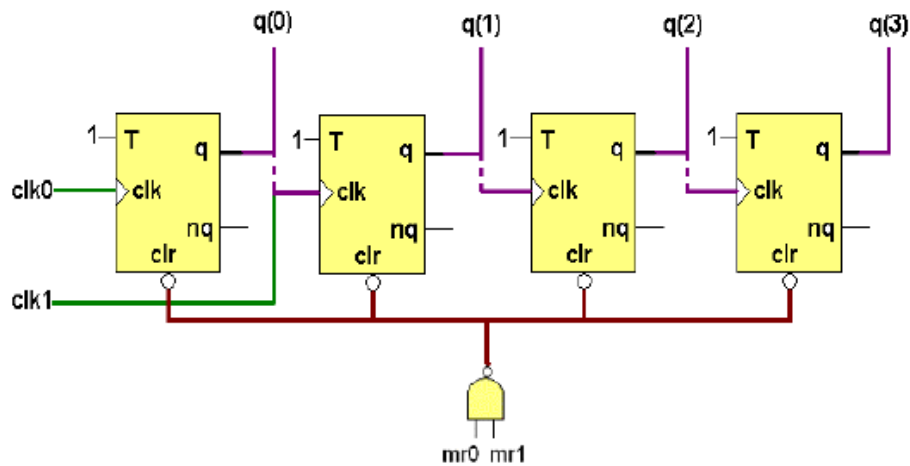 q(0) q(1) q(2) q(3)
1 T q 1 T q 1 T q 1 T q
clk0 clk clk clk clk
nq nq nq nq
clr clr clr clr
clk1
mr0 mr1